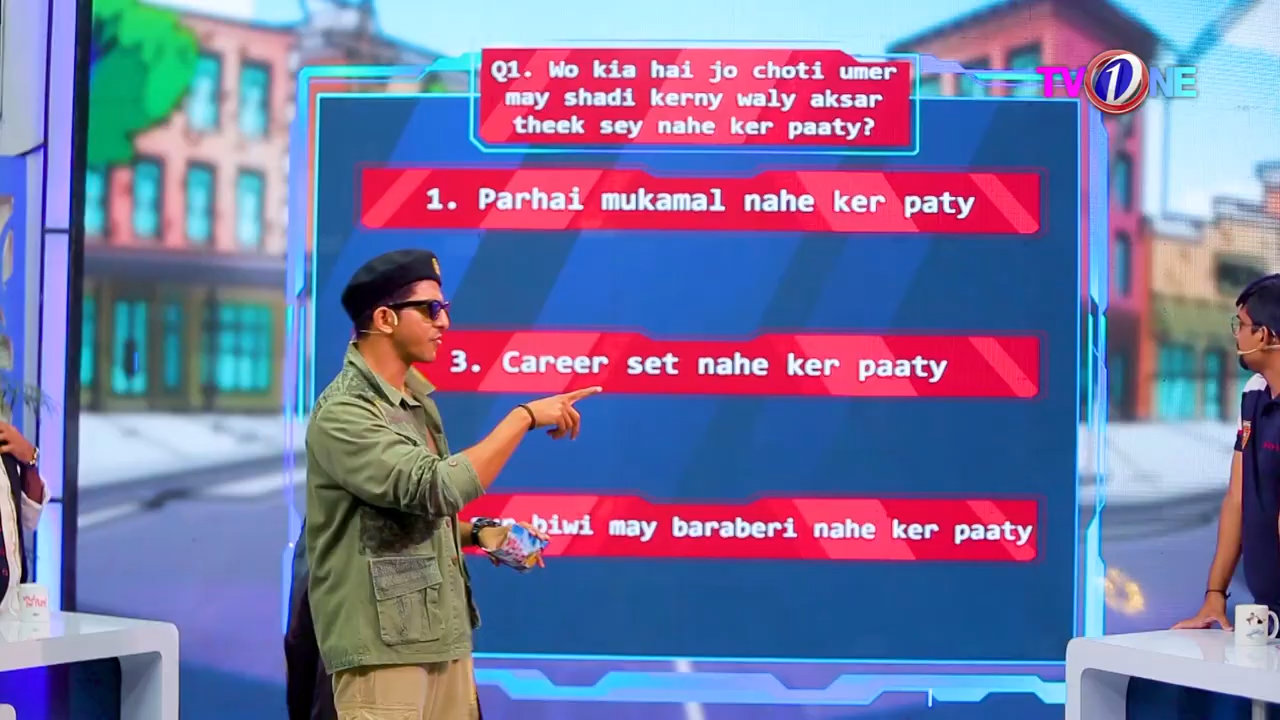 Q1. Wo kia hai jo choti umer
may shadi kerny waly aksar
theek sey nahe ker paaty?
TV ONE
1. Parhai mukamal nahe ker paty
3. Career set nahe ker paaty
biwi may baraberi nahe ker paaty